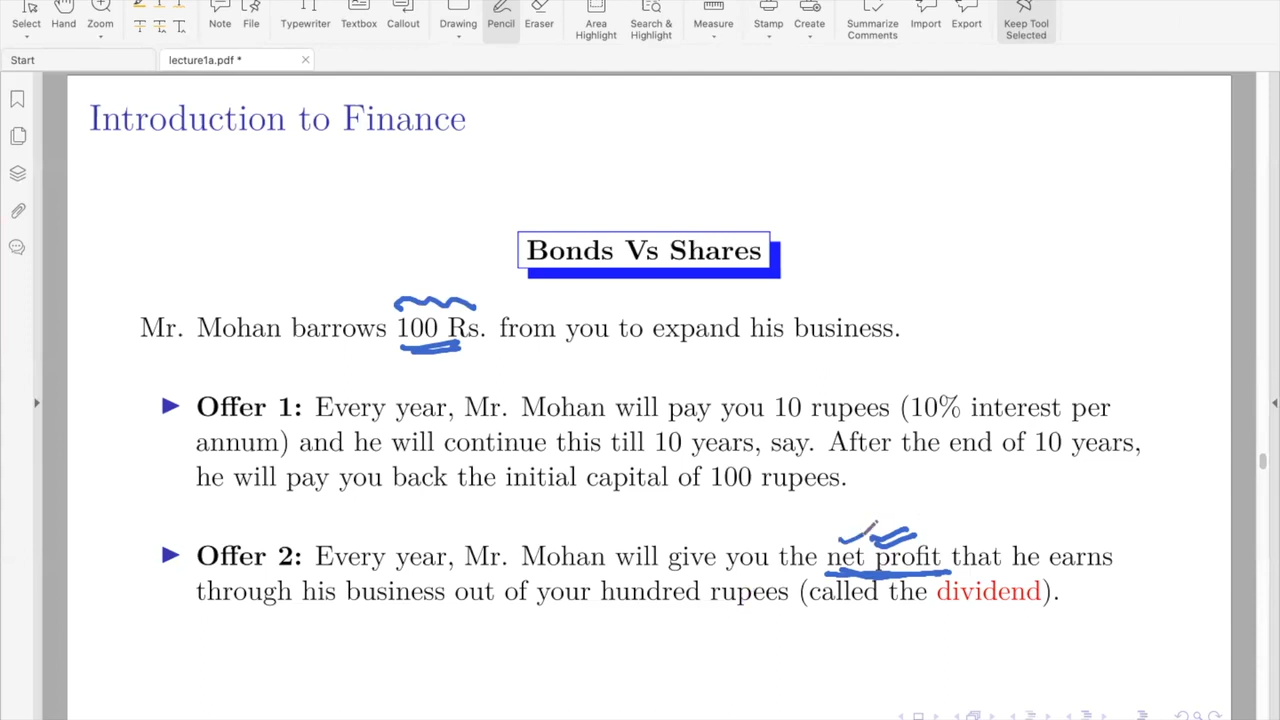 Select Hand Zoom Note File Typewriter Textbox Callout Drawing Pencil Eraser Area Highlight Search & Highlight Measure Stamp Create Summarize Comments Import Export Keep Tool Selected
Start lecture1a.pdf *
Introduction to Finance
Bonds Vs Shares
Mr. Mohan barrows 100 Rs. from you to expand his business.
Offer 1: Every year, Mr. Mohan will pay you 10 rupees (10% interest per
annum) and he will continue this till 10 years, say. After the end of 10 years,
he will pay you back the initial capital of 100 rupees.
Offer 2: Every year, Mr. Mohan will give you the net profit that he earns
through his business out of your hundred rupees (called the dividend).